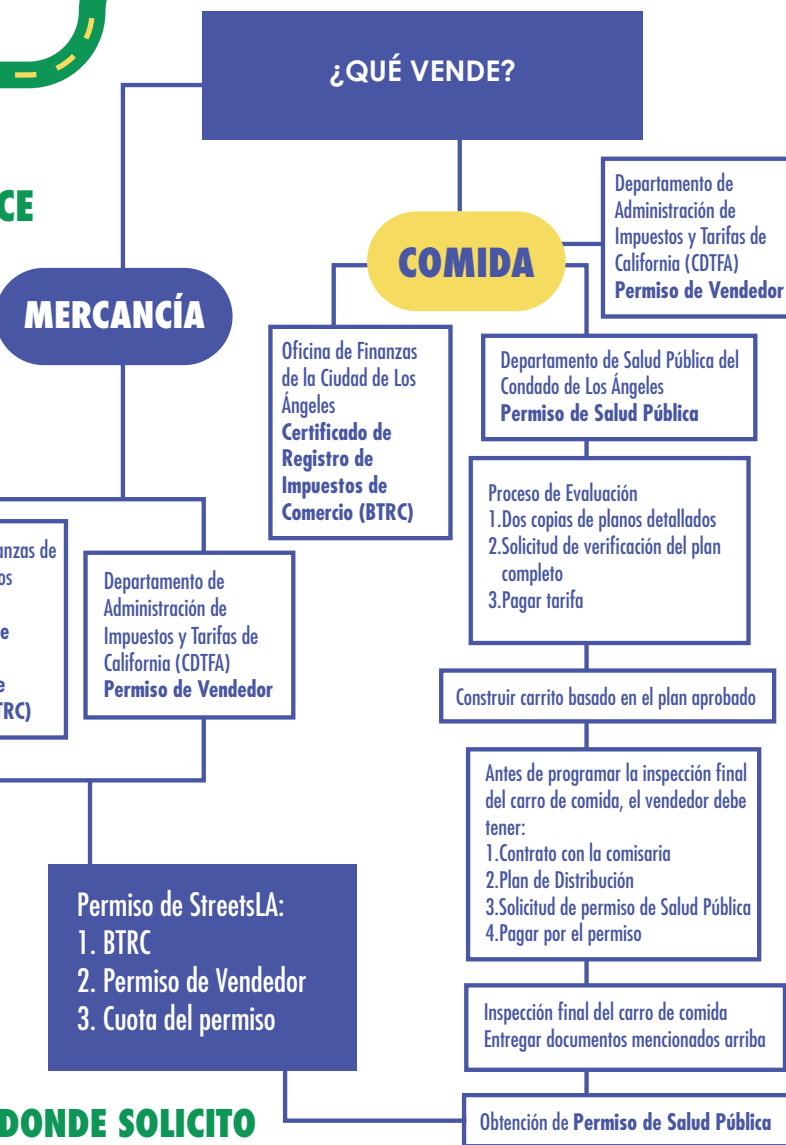 ¿QUÉ VENDE?
CE
MERCANCÍA
COMIDA
Departamento de
Administración de
Impuestos y Tarifas de
California (CDTFA)
Permiso de Vendedor
Oficina de Finanzas
de la Ciudad de Los
Ángeles
Certificado de
Registro de
Impuestos de
Comercio (BTRC)
Departamento de Salud Pública del
Condado de Los Ángeles
Permiso de Salud Pública
Proceso de Evaluación
1.Dos copias de planos detallados
2.Solicitud de verificación del plan
completo
3.Pagar tarifa
Construir carrito basado en el plan aprobado
Antes de programar la inspección final
del carro de comida, el vendedor debe
tener:
1.Contrato con la comisaria
2.Plan de Distribución
3.Solicitud de permiso de Salud Pública
4.Pagar por el permiso
Inspección final del carro de comida
Entregar documentos mencionados arriba
Obtención de Permiso de Salud Pública
anzas de
os
e
e
TRC)
Departamento de
Administración de
Impuestos y Tarifas de
California (CDTFA)
Permiso de Vendedor
Permiso de StreetsLA:
1. BTRC
2. Permiso de Vendedor
3. Cuota del permiso
DONDE SOLICITO